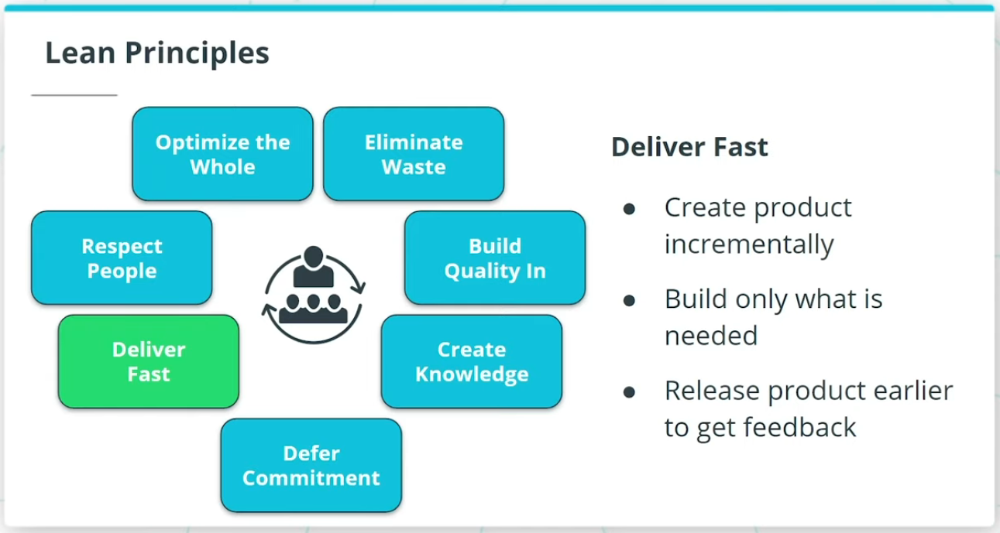 Lean Principles
Optimize the
Whole
Eliminate
Waste
Respect
People
Build
Quality In
Deliver
Fast
Create
Knowledge
Defer
Commitment
Deliver Fast
● Create product
incrementally
● Build only what is
needed
● Release product earlier
to get feedback